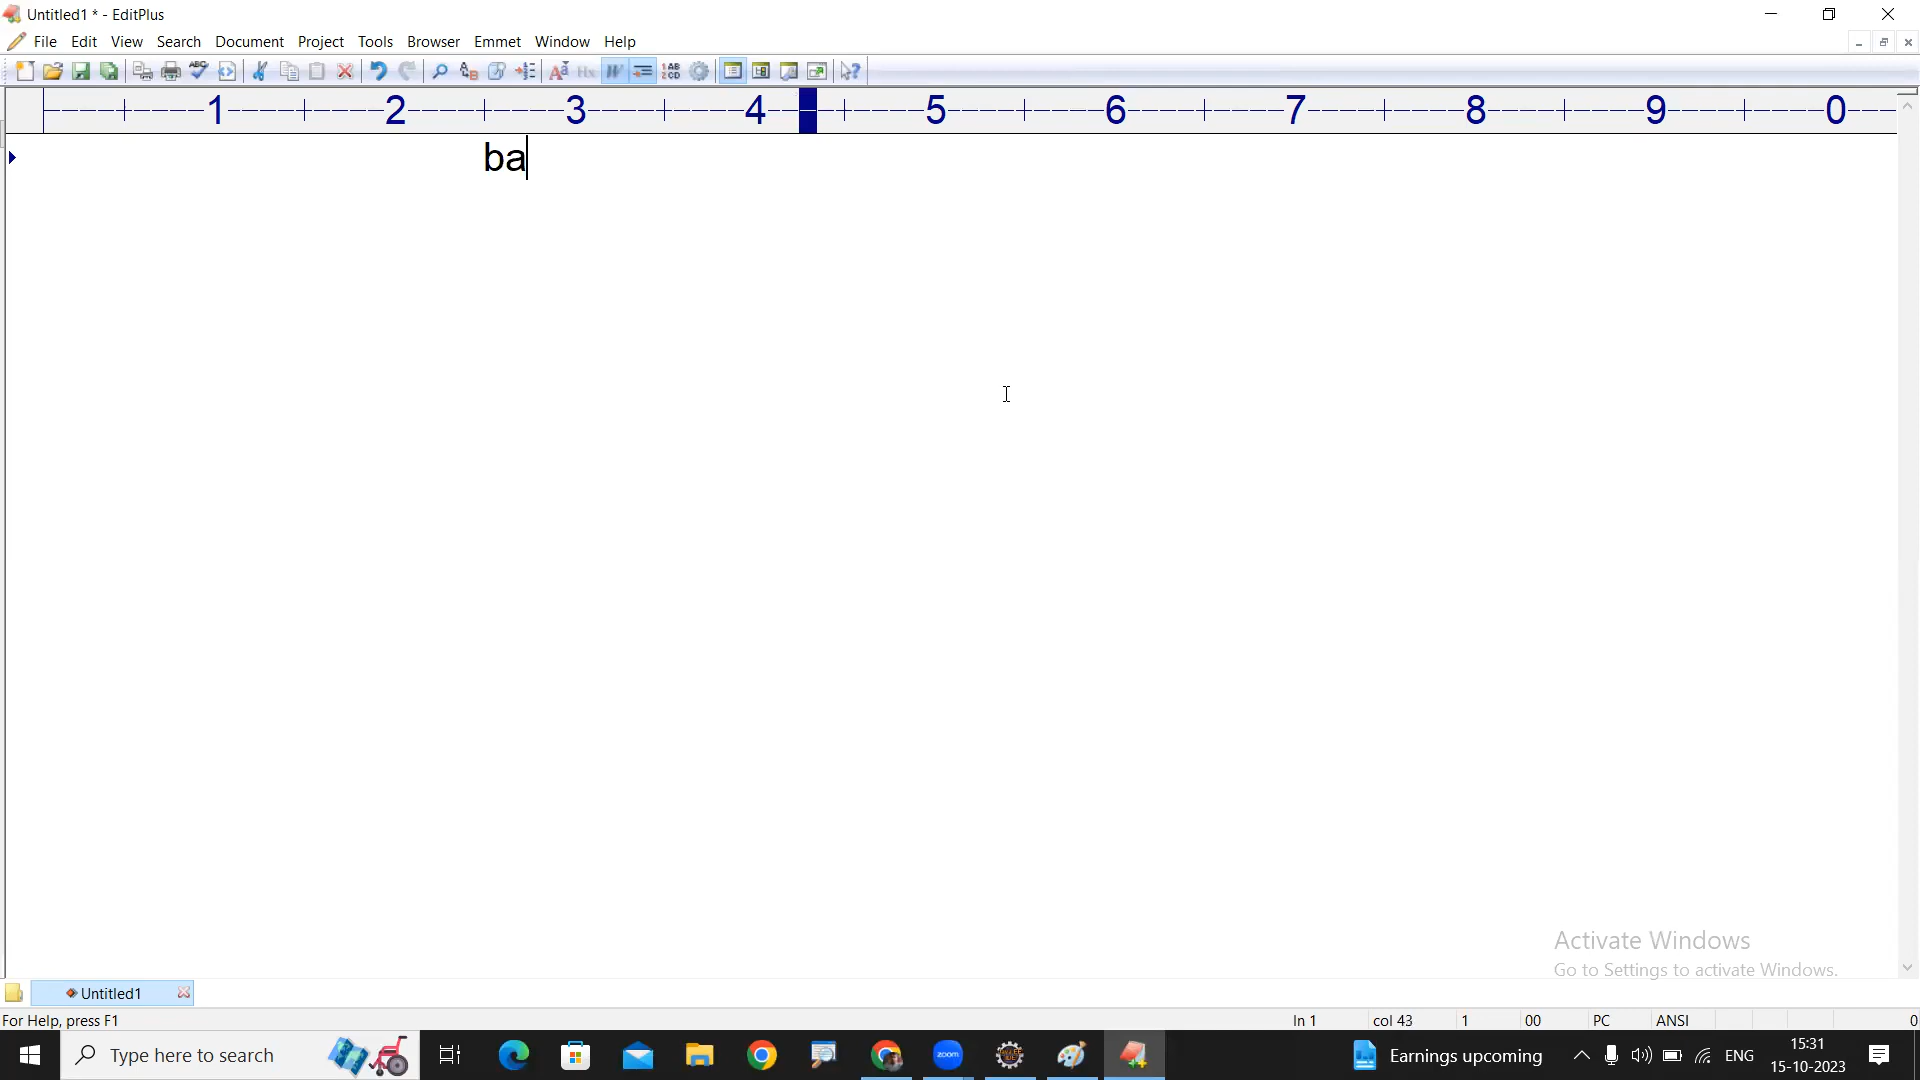 Untitled1 * - EditPlus
File Edit View Search Document Project Tools Browser Emmet Window Help
1 2 3 4 5 6 7 8 9 0
ba
Activate Windows
Go to Settings to activate Windows.
Untitled1
For Help, press F1 ln 1 col 43 1 00 PC ANSI 0
Type here to search zoom Earnings upcoming ENG 15:31
15-10-2023